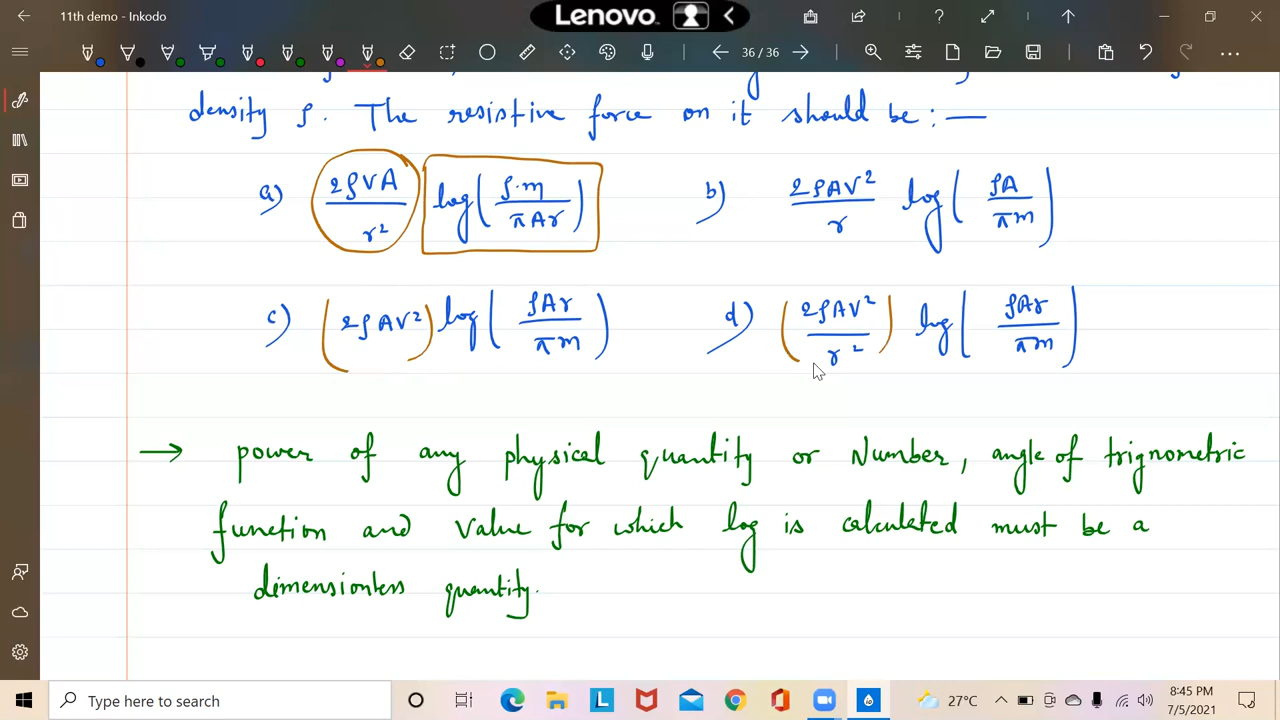 11th demo - Inkodo
Lenovo
36 / 36
density ρ. The resistive force on it should be :—
a) 2ρVA / r² log( ρ·m / πAr )
b) 2ρAV² / r log( ρA / πm )
c) (2ρAV²) log( ρAr / πm )
d) ( 2ρAV² / r² ) log( ρAr / πm )
→ power of any physical quantity or Number, angle of trignometric
function and value for which log is calculated must be a
dimensionless quantity.
Type here to search
27°C
8:45 PM
7/5/2021